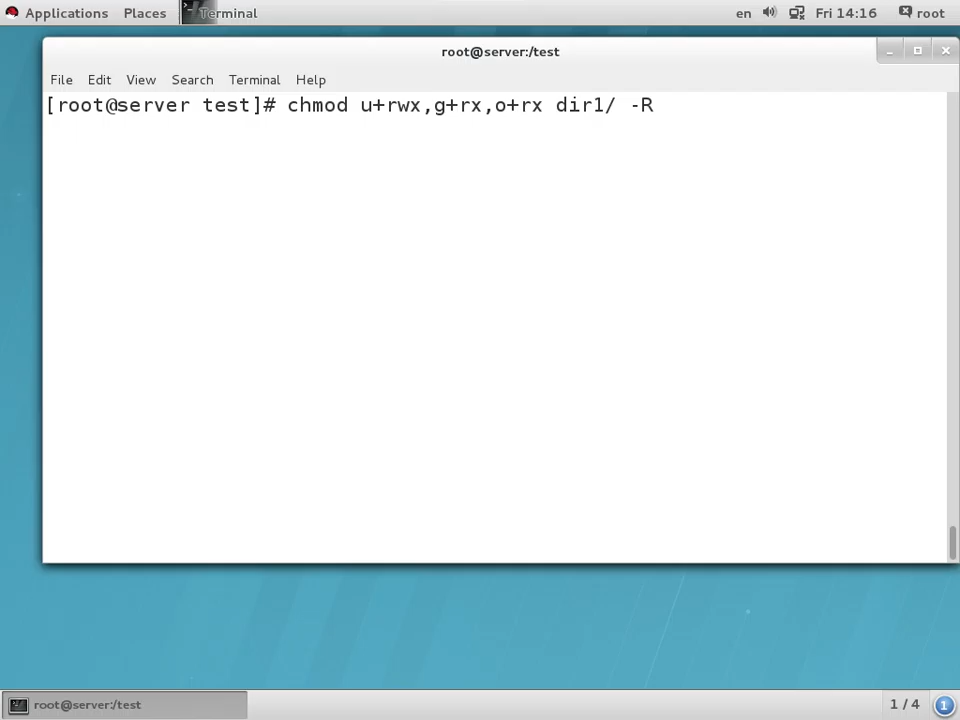 Applications Places Terminal en Fri 14:16 root
root@server:/test
File Edit View Search Terminal Help
[root@server test]# chmod u+rwx,g+rx,o+rx dir1/ -R
root@server:/test 1 / 4 1